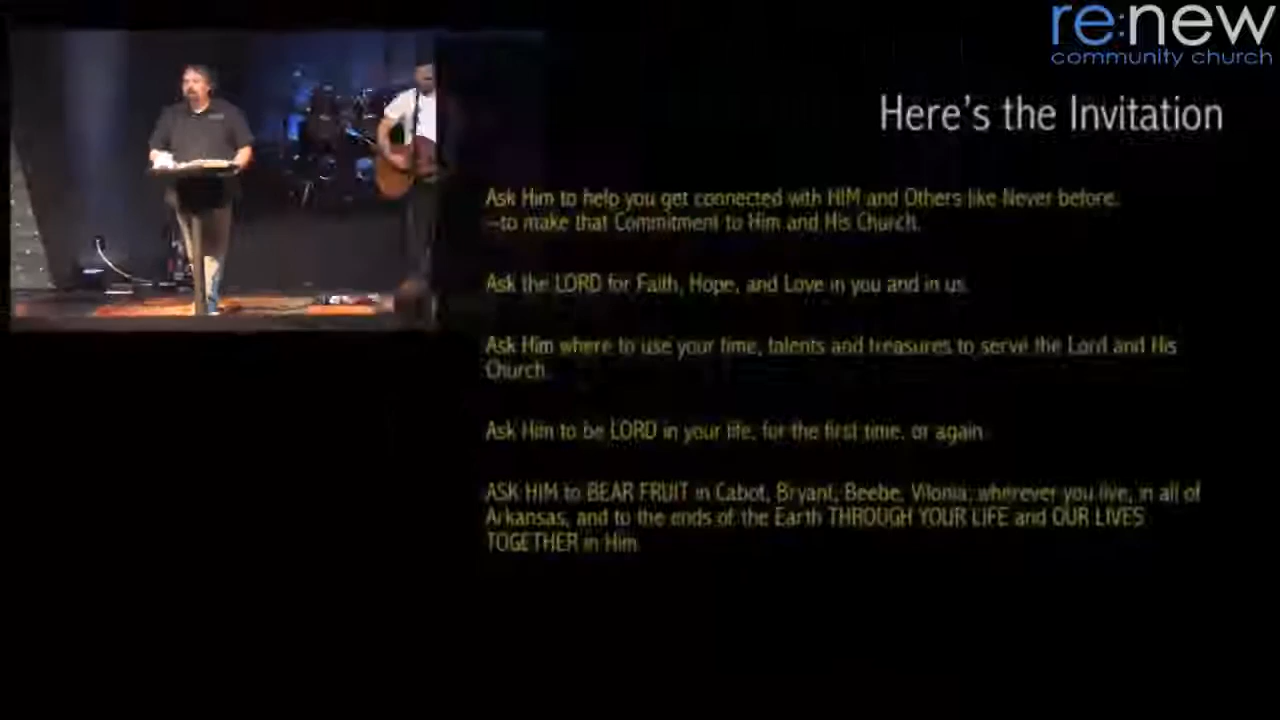 re:new
community church
Here's the Invitation
Ask Him to help you get connected with HIM and Others like Never before.
--to make that Commitment to Him and His Church.
Ask the LORD for Faith, Hope, and Love in you and in us.
Ask Him where to use your time, talents and treasures to serve the Lord and His
Church.
Ask Him to be LORD in your life, for the first time, or again.
ASK HIM to BEAR FRUIT in Cabot, Bryant, Beebe, Vilonia, wherever you live, in all of
Arkansas, and to the ends of the Earth THROUGH YOUR LIFE and OUR LIVES
TOGETHER in Him.